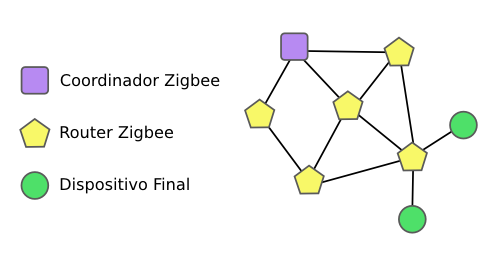 Coordinador Zigbee
Router Zigbee
Dispositivo Final